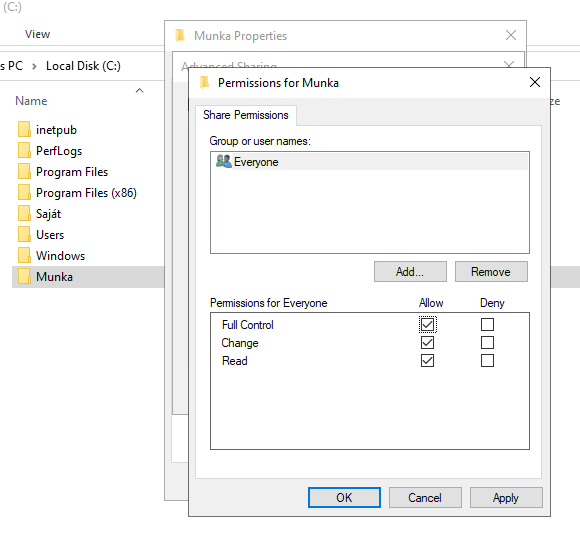 (C:)
View
Munka Properties
s PC > Local Disk (C:)
Advanced Sharing
Permissions for Munka
Name
ze
Share Permissions
Group or user names:
Everyone
inetpub
PerfLogs
Program Files
Program Files (x86)
Saját
Users
Windows
Munka
Add...
Remove
Permissions for Everyone
Allow
Deny
Full Control
Change
Read
OK
Cancel
Apply